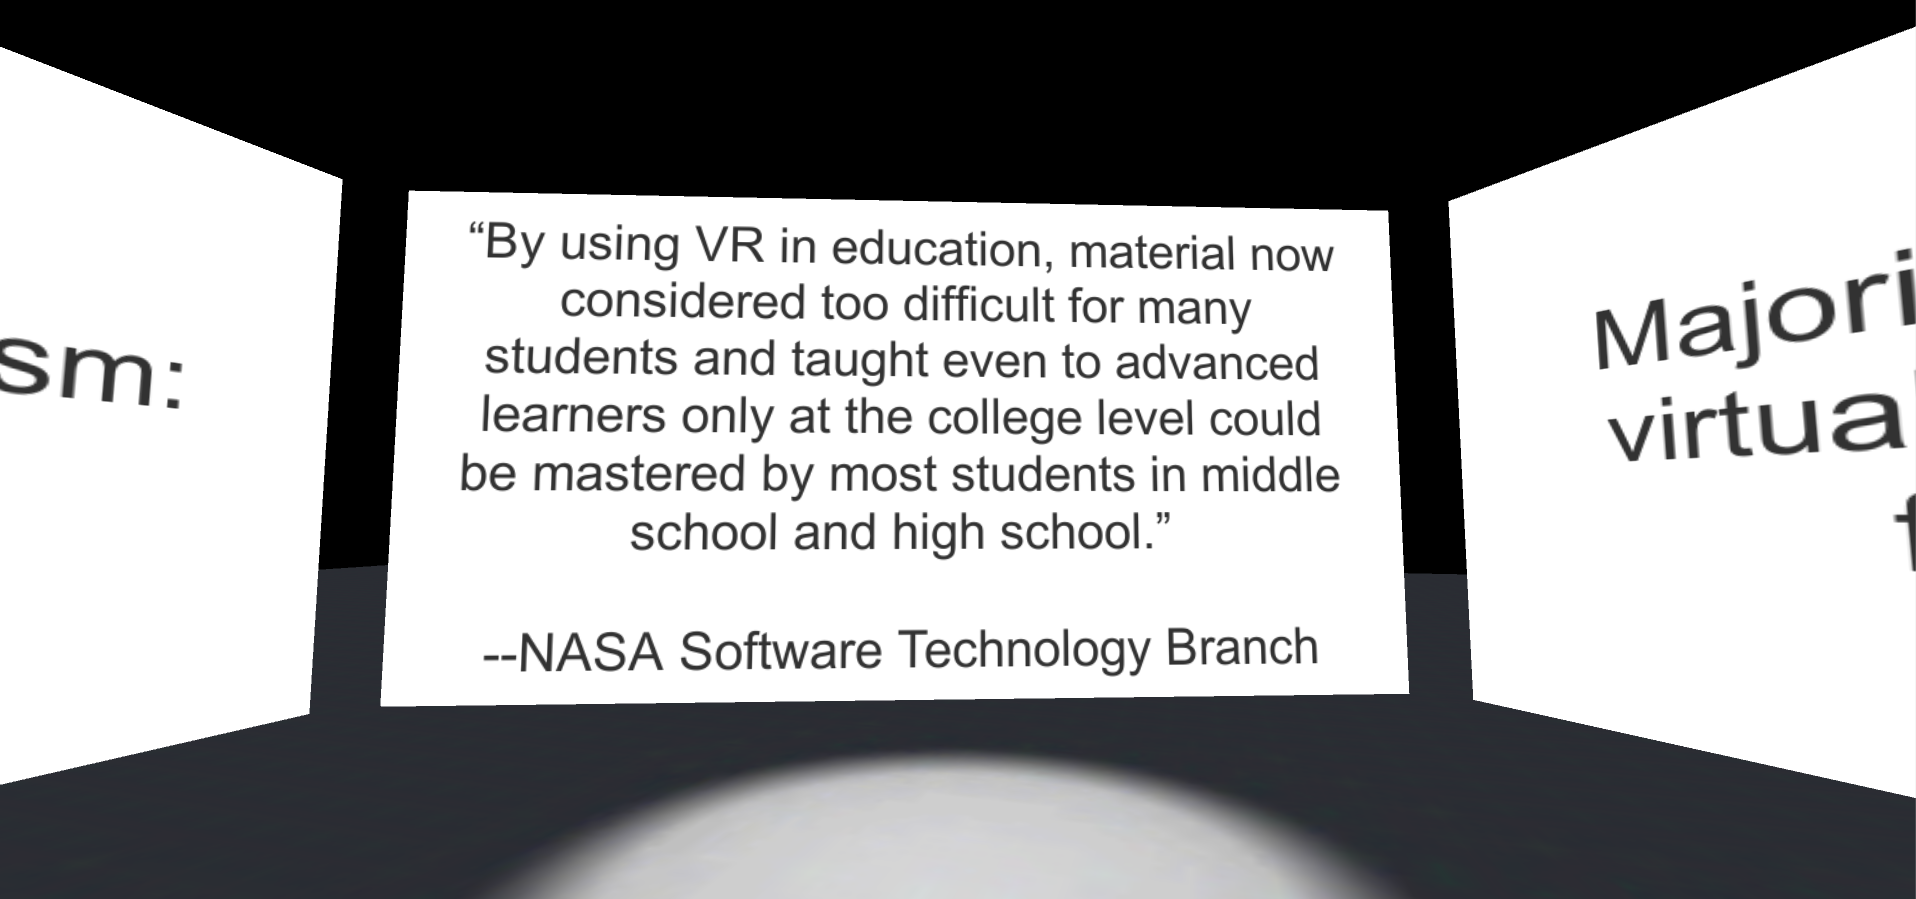 sm:
“By using VR in education, material now
considered too difficult for many
students and taught even to advanced
learners only at the college level could
be mastered by most students in middle
school and high school.”
--NASA Software Technology Branch
Majori
virtual
f